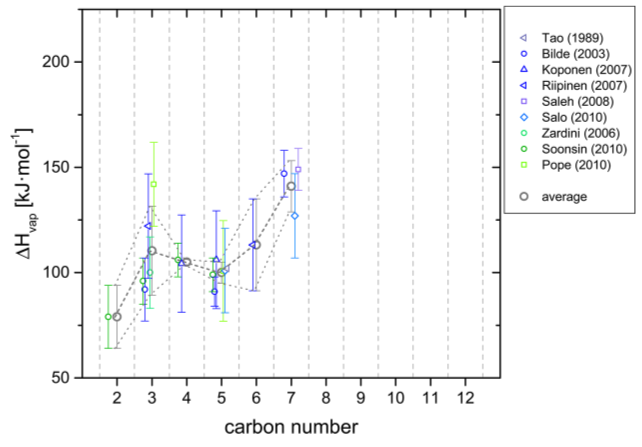 200
150
100
50
ΔHvap [kJ·mol-1]
2 3 4 5 6 7 8 9 10 11 12
carbon number
Tao (1989)
Bilde (2003)
Koponen (2007)
Riipinen (2007)
Saleh (2008)
Salo (2010)
Zardini (2006)
Soonsin (2010)
Pope (2010)
average